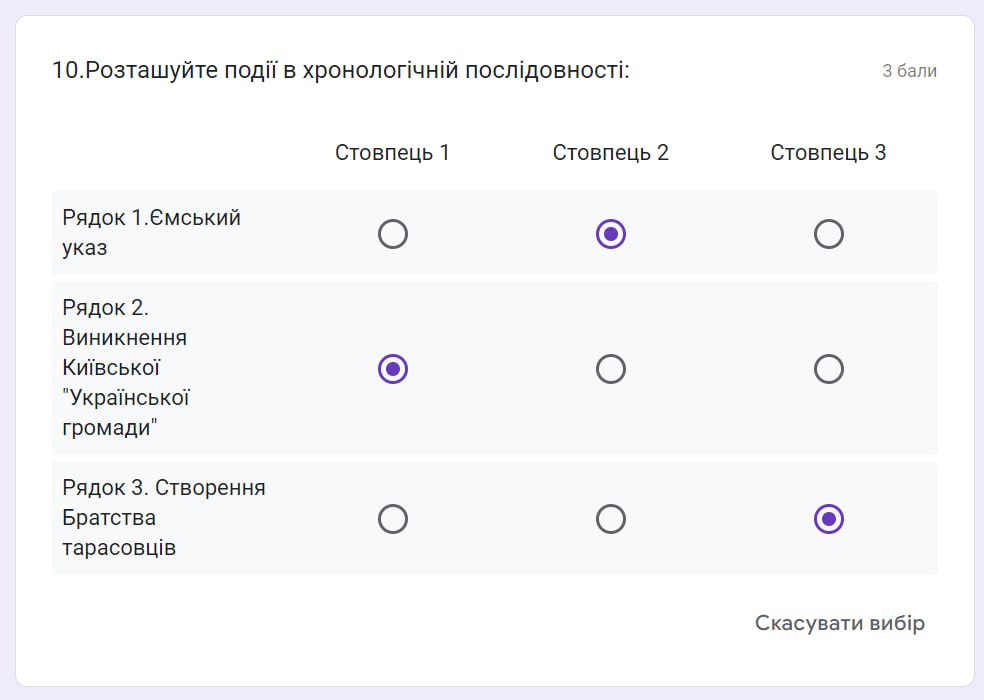 10.Розташуйте події в хронологічній послідовності:
3 бали
Стовпець 1 Стовпець 2 Стовпець 3
Рядок 1.Ємський
указ
Рядок 2.
Виникнення
Київської
"Української
громади"
Рядок 3. Створення
Братства
тарасовців
Скасувати вибір